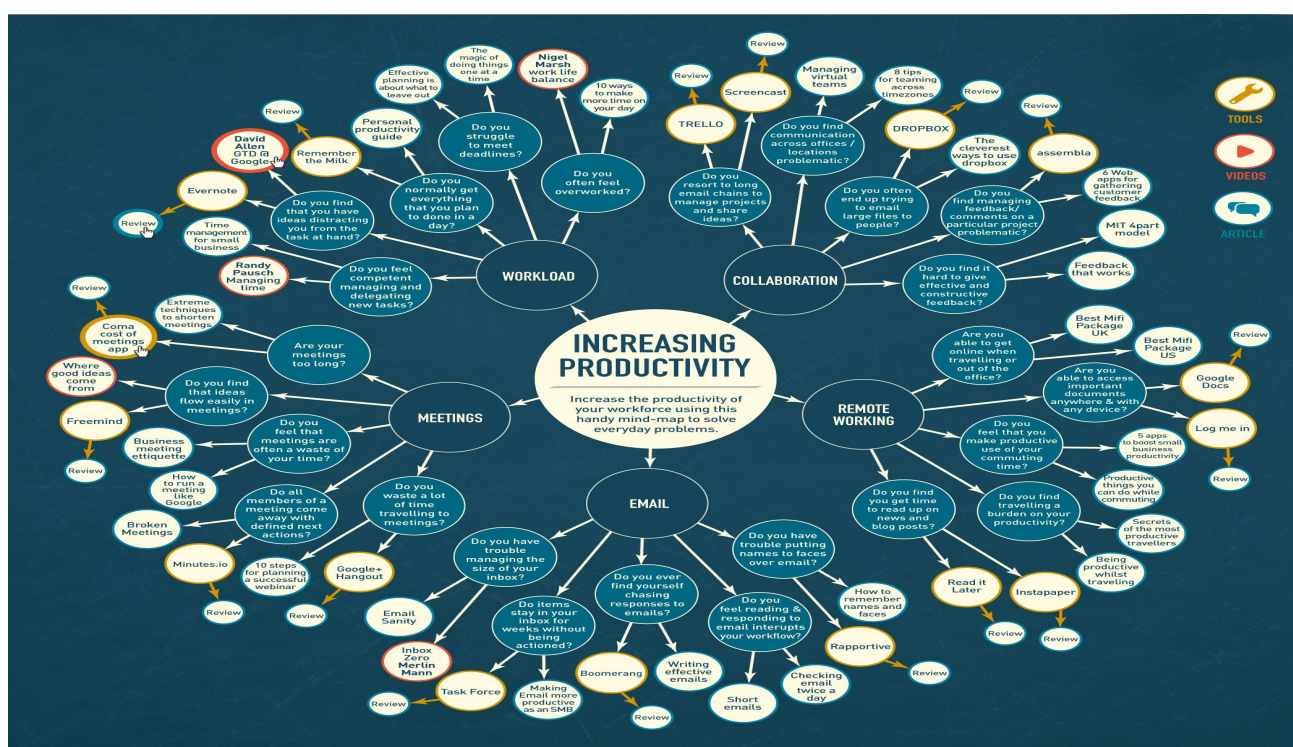 INCREASING
PRODUCTIVITY
Increase the productivity of
your workforce using this
handy mind-map to solve
everyday problems.
TOOLS
VIDEOS
ARTICLE
WORKLOAD
Do you feel
competent
managing and
delegating
new tasks?
Randy
Pausch
Managing
time
Time
management
for small
business
Do you find
that you have
ideas distracting
you from the
task at hand?
Evernote
Review
David
Allen
GTD @
Google
Do you
normally get
everything
that you plan
to done in a
day?
Remember
the Milk
Review
Personal
productivity
guide
Do you
struggle
to meet
deadlines?
Effective
planning is
about what to
leave out
The
magic of
doing things
one at a
time
Do you
often feel
overworked?
Nigel
Marsh
work life
balance
10 ways
to make
more time on
your day
COLLABORATION
Do you
resort to long
email chains to
manage projects
and share
ideas?
TRELLO
Review
Screencast
Review
Do you find
communication
across offices /
locations
problematic?
Managing
virtual
teams
8 tips
for teaming
across
timezones
Do you often
end up trying
to email
large files to
people?
DROPBOX
Review
The
cleverest
ways to use
dropbox
Do you
find managing
feedback/
comments on a
particular project
problematic?
assembla
Review
6 Web
apps for
gathering
customer
feedback
Do you find it
hard to give
effective and
constructive
feedback?
MIT 4part
model
Feedback
that works
REMOTE
WORKING
Are you
able to get
online when
travelling or
out of the
office?
Best Mifi
Package
UK
Best Mifi
Package
US
Are you
able to access
important
documents
anywhere & with
any device?
Google
Docs
Review
Log me in
Review
Do you
feel that you
make productive
use of your
commuting
time?
5 apps
to boost small
business
productivity
Productive
things you
can do while
commuting
Do you find
travelling
a burden on your
productivity?
Secrets
of the most
productive
travellers
Being
productive
whilst
traveling
Do you find
you get time
to read up on
news and
blog posts?
Instapaper
Review
Read it
Later
Review
EMAIL
Do you have
trouble putting
names to faces
over email?
How to
remember
names and
faces
Rapportive
Review
Do you
feel reading &
responding to
email interupts
your workflow?
Checking
email
twice a
day
Short
emails
Do you ever
find yourself
chasing
responses to
emails?
Writing
effective
emails
Boomerang
Review
Do items
stay in your
inbox for
weeks without
being
actioned?
Making
Email more
productive
as an SMB
Task Force
Review
Do you have
trouble
managing the
size of your
inbox?
Email
Sanity
Inbox
Zero
Merlin
Mann
MEETINGS
Are your
meetings
too long?
Extreme
techniques
to shorten
meetings
Coma
cost of
meetings
app
Review
Do you find
that ideas
flow easily in
meetings?
Where
good ideas
come
from
Freemind
Review
Do you
feel that
meetings are
often a waste of
your time?
Business
meeting
ettiquette
How
to run a
meeting
like
Google
Do all
members of a
meeting come
away with
defined next
actions?
Broken
Meetings
Minutes.io
Review
Do you
waste a lot
of time
travelling to
meetings?
10 steps
for planning
a successful
webinar
Google+
Hangout
Review